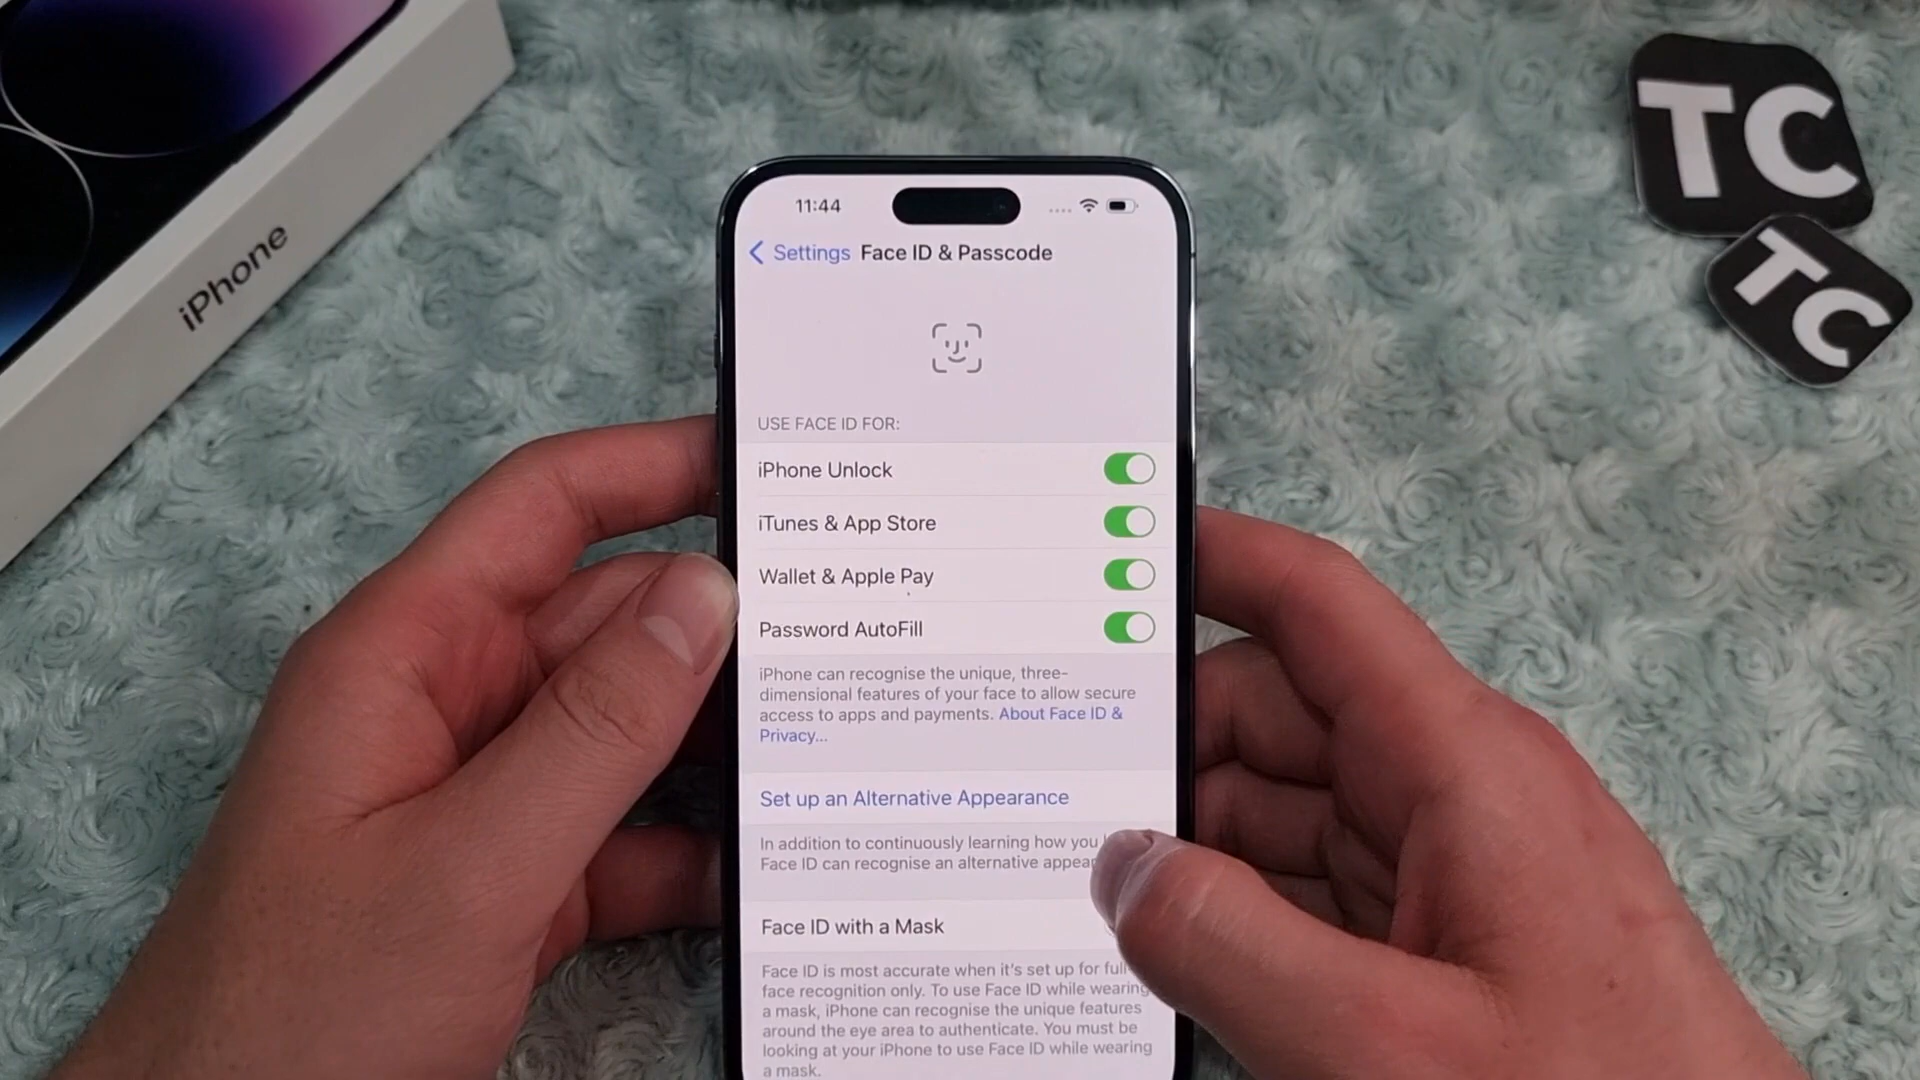 iPhone
TC
TC
11:44
Settings Face ID & Passcode
USE FACE ID FOR:
iPhone Unlock
iTunes & App Store
Wallet & Apple Pay
Password AutoFill
iPhone can recognise the unique, three-
dimensional features of your face to allow secure
access to apps and payments. About Face ID &
Privacy...
Set up an Alternative Appearance
In addition to continuously learning how you
Face ID can recognise an alternative
Face ID with a Mask
Face ID is most accurate when it's set up for full-
face recognition only. To use Face ID while wearing
a mask, iPhone can recognise the unique features
around the eye area to authenticate. You must be
looking at your iPhone to use Face ID while wearing
a mask.